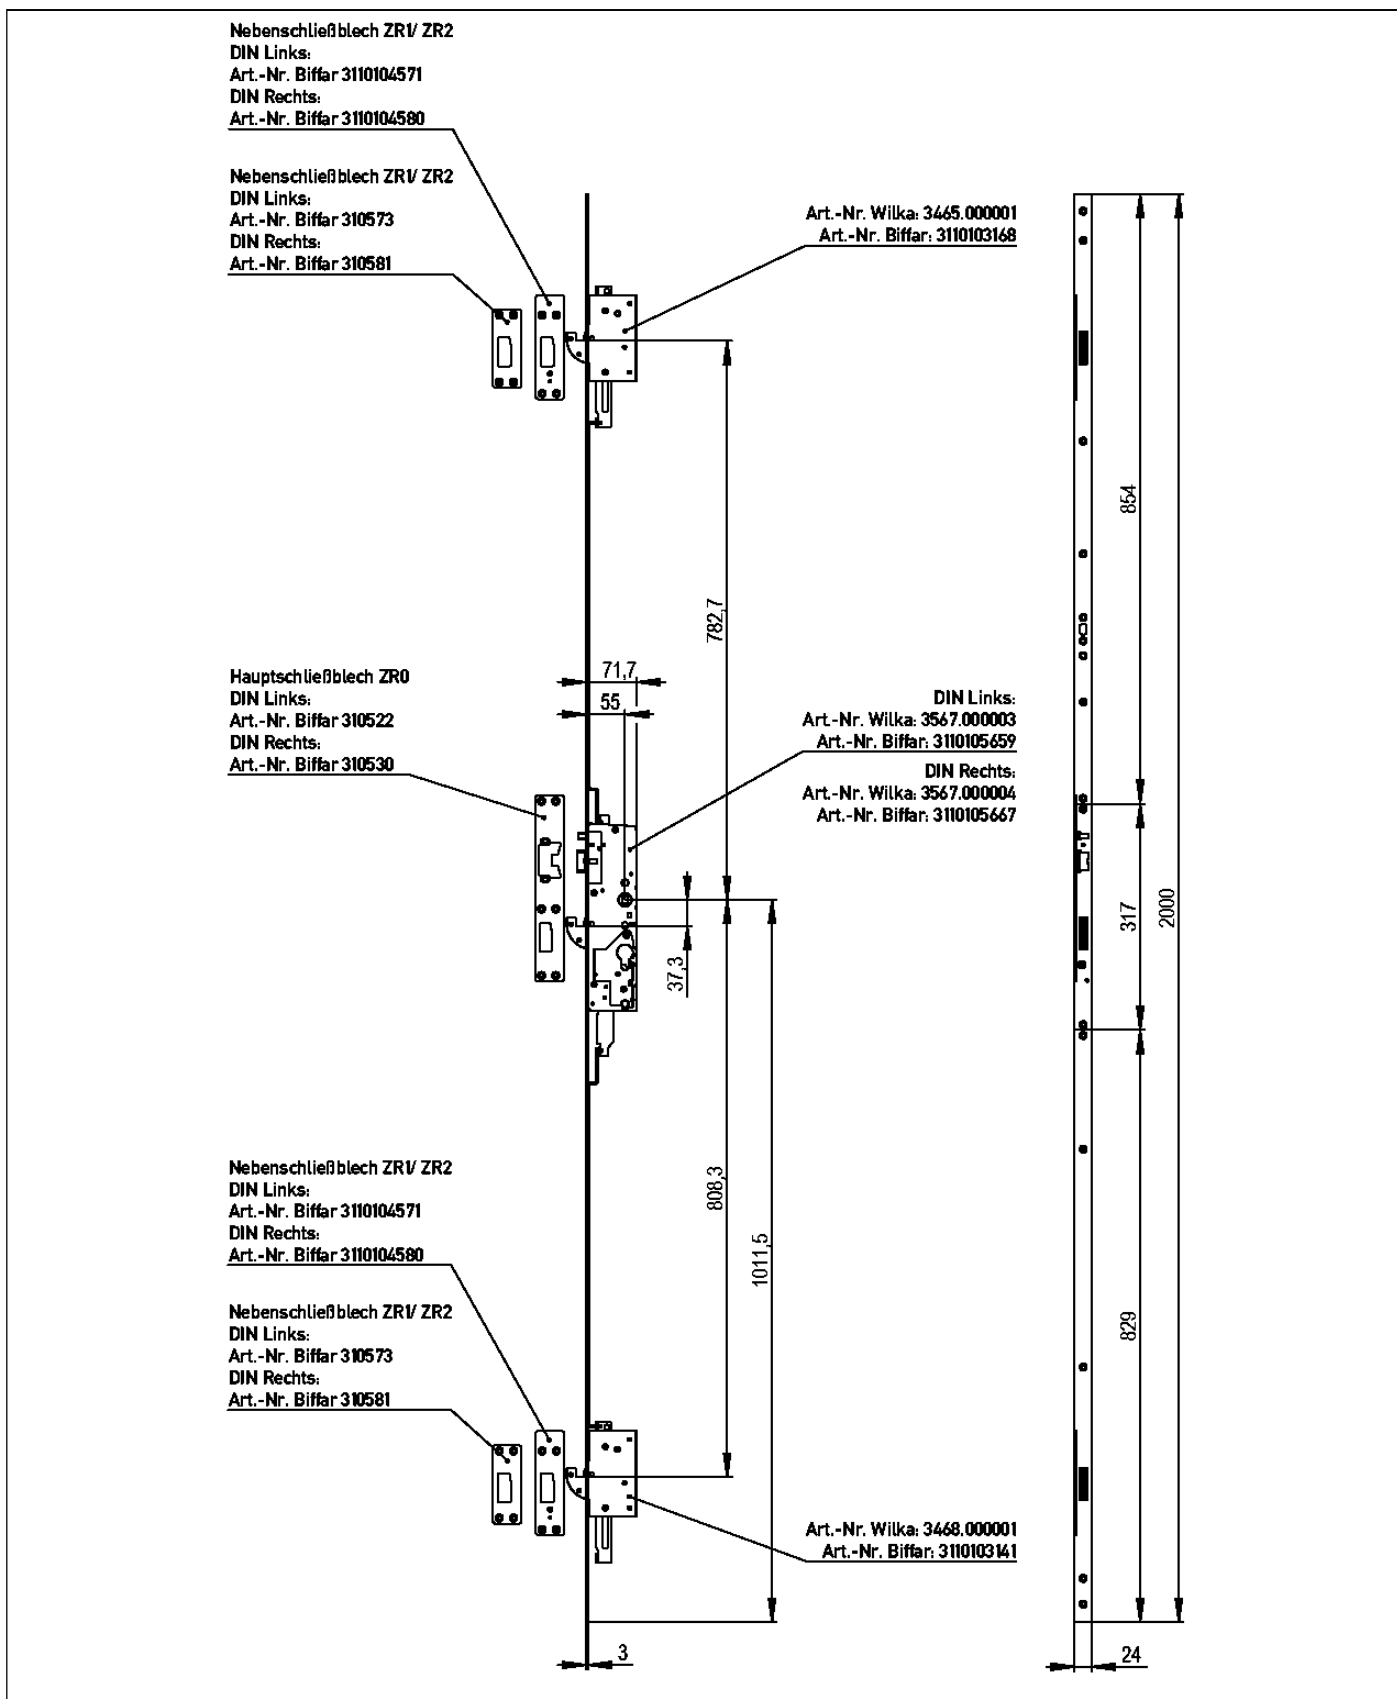 Nebenschließblech ZR1/ ZR2
DIN Links:
Art.-Nr. Biffar 3110104571
DIN Rechts:
Art.-Nr. Biffar 3110104580
Nebenschließblech ZR1/ ZR2
DIN Links:
Art.-Nr. Biffar 310573
DIN Rechts:
Art.-Nr. Biffar 310581
Art.-Nr. Wilka: 3465.000001
Art.-Nr. Biffar: 3110103168
854
782,7
Hauptschließblech ZR0
DIN Links:
Art.-Nr. Biffar 310522
DIN Rechts:
Art.-Nr. Biffar 310530
71,7
55
DIN Links:
Art.-Nr. Wilka: 3567.000003
Art.-Nr. Biffar: 3110105659
DIN Rechts:
Art.-Nr. Wilka: 3567.000004
Art.-Nr. Biffar: 3110105667
37,3
317
2000
808,3
1011,5
829
Nebenschließblech ZR1/ ZR2
DIN Links:
Art.-Nr. Biffar 3110104571
DIN Rechts:
Art.-Nr. Biffar 3110104580
Nebenschließblech ZR1/ ZR2
DIN Links:
Art.-Nr. Biffar 310573
DIN Rechts:
Art.-Nr. Biffar 310581
Art.-Nr. Wilka: 3468.000001
Art.-Nr. Biffar: 3110103141
3
24